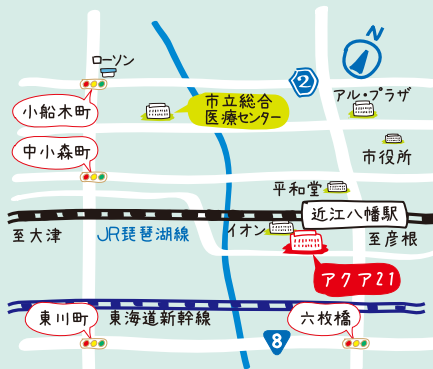 N
ローソン
2
アル・プラザ
小船木町
市立総合
医療センター
中小森町
市役所
平和堂
近江八幡駅
至大津
JR琵琶湖線
イオン
至彦根
アクア21
東川町
東海道新幹線
六枚橋
8